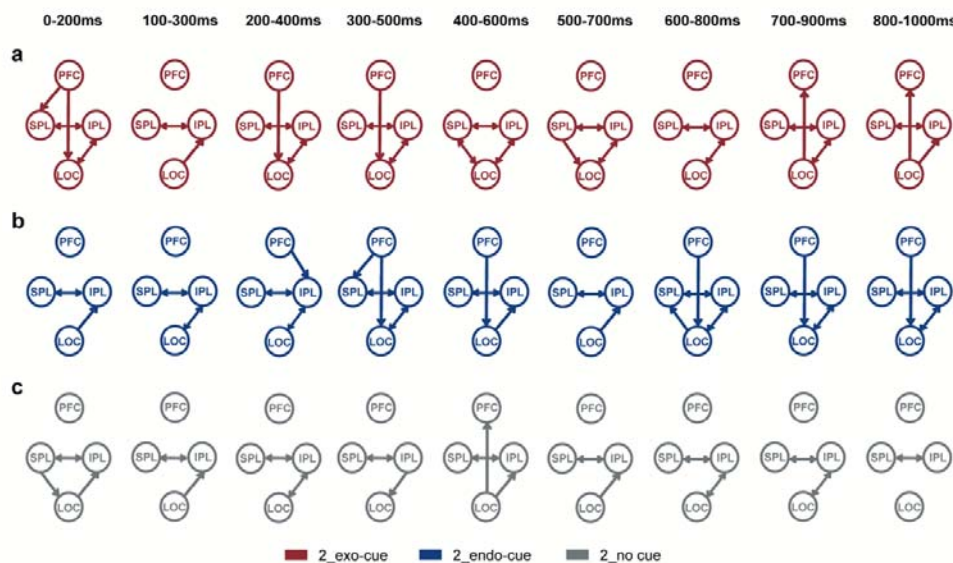 0-200ms 100-300ms 200-400ms 300-500ms 400-600ms 500-700ms 600-800ms 700-900ms 800-1000ms
a
PFC PFC PFC PFC PFC PFC PFC PFC PFC
SPL IPL SPL IPL SPL IPL SPL IPL SPL IPL SPL IPL SPL IPL SPL IPL SPL IPL
LOC LOC LOC LOC LOC LOC LOC LOC LOC
b
PFC PFC PFC PFC PFC PFC PFC PFC PFC
SPL IPL SPL IPL SPL IPL SPL IPL SPL IPL SPL IPL SPL IPL SPL IPL SPL IPL
LOC LOC LOC LOC LOC LOC LOC LOC LOC
c
PFC PFC PFC PFC PFC PFC PFC PFC PFC
SPL IPL SPL IPL SPL IPL SPL IPL SPL IPL SPL IPL SPL IPL SPL IPL SPL IPL
LOC LOC LOC LOC LOC LOC LOC LOC LOC
2_exo-cue 2_endo-cue 2_no cue